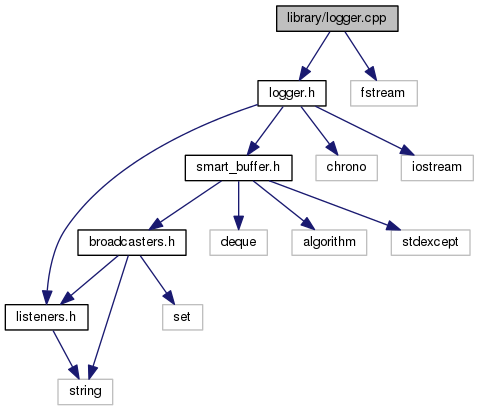 library/logger.cpp
logger.h
fstream
smart_buffer.h
chrono
iostream
broadcasters.h
deque
algorithm
stdexcept
listeners.h
set
string